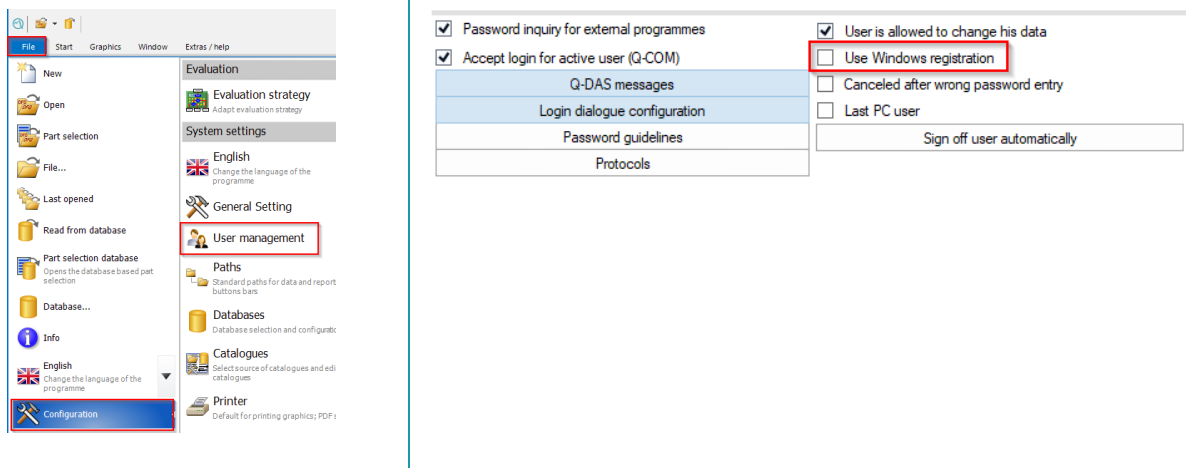 File Start Graphics Window Extras / help
New
Open
Part selection
File...
Last opened
Read from database
Part selection database
Opens the database based part
selection
Database...
Info
English
Change the language of the
programme
Configuration
Evaluation
Evaluation strategy
Adapt evaluation strategy
System settings
English
Change the language of the
programme
General Setting
User management
Paths
Standard paths for data and report
buttons bars
Databases
Database selection and configuratio
Catalogues
Select source of catalogues and edi
catalogues
Printer
Default for printing graphics; PDF s
Password inquiry for external programmes
Accept login for active user (Q-COM)
Q-DAS messages
Login dialogue configuration
Password guidelines
Protocols
User is allowed to change his data
Use Windows registration
Canceled after wrong password entry
Last PC user
Sign off user automatically